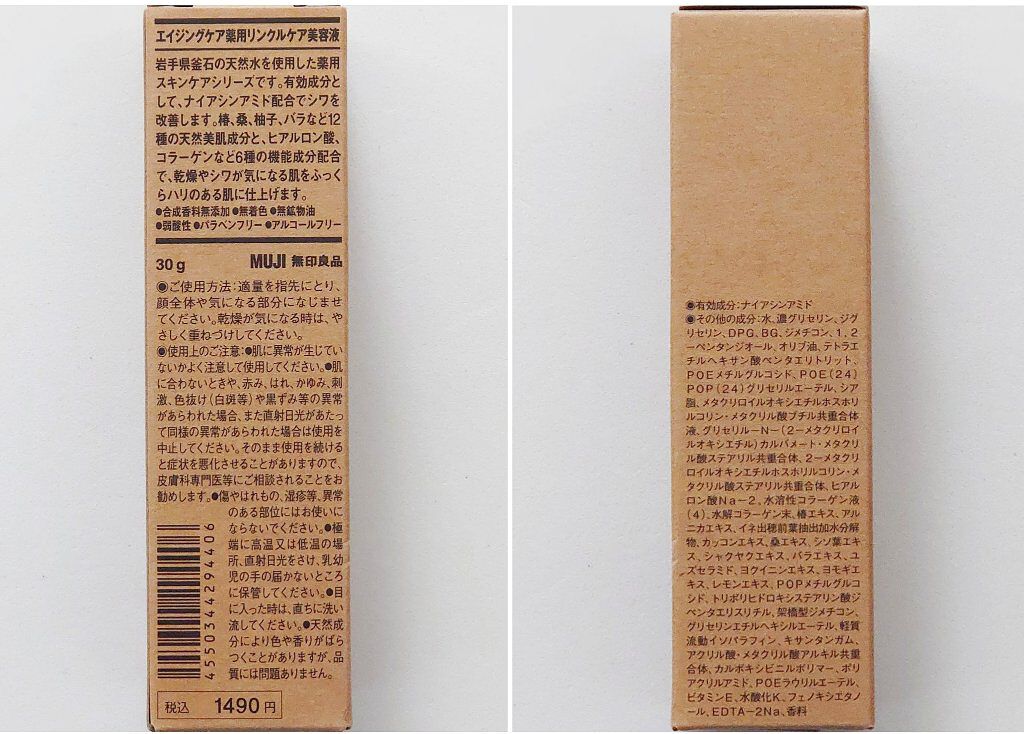 エイジングケア薬用リンクルケア美容液
岩手県釜石の天然水を使用した薬用
スキンケアシリーズです。有効成分と
して、ナイアシンアミド配合でシワを
改善します。椿、桑、柚子、バラなど12
種の天然美肌成分と、ヒアルロン酸、
コラーゲンなど6種の機能成分配合
で、乾燥やシワが気になる肌をふっく
らハリのある肌に仕上げます。
●合成香料無添加 ●無着色 ●無鉱物油
●弱酸性 ●パラベンフリー ●アルコールフリー
30g MUJI 無印良品
◉ご使用方法:適量を指先にとり、
顔全体や気になる部分になじませ
てください。乾燥が気になる時は、や
さしく重ねづけしてください。
◉使用上のご注意:●肌に異常が生じてい
ないかよく注意して使用してください。●肌
に合わないときや、赤み、はれ、かゆみ、刺
激、色抜け(白斑等)や黒ずみ等の異常
があらわれた場合、また直射日光があたっ
て同様の異常があらわれた場合は使用を
中止してください。そのまま使用を続ける
と症状を悪化させることがありますので、
皮膚科専門医等にご相談されることをお
勧めします。●傷やはれもの、湿疹等、異常
のある部位にはお使いに
ならないでください。●極
端に高温又は低温の場
所、直射日光をさけ、乳幼
児の手の届かないところ
に保管してください。●目
に入った時は、直ちに洗い
流してください。●天然成
分により色や香りがばら
つくことがありますが、品
質には問題ありません。
4550344294406
税込 1490円
◉有効成分:ナイアシンアミド
◉その他の成分:水、濃グリセリン、ジグ
リセリン、DPG、BG、ジメチコン、1,2
ーペンタンジオール、オリブ油、テトラエ
チルヘキサン酸ペンタエリトリット、
POEメチルグルコシド、POE(24)
POP(24)グリセリルエーテル、シア
脂、メタクリロイルオキシエチルホスホリ
ルコリン・メタクリル酸ブチル共重合体
液、グリセリルーNー(2ーメタクリロイ
ルオキシエチル)カルバメート・メタクリ
ル酸ステアリル共重合体、2ーメタクリ
ロイルオキシエチルホスホリルコリン・メ
タクリル酸ステアリル共重合体、ヒアル
ロン酸Naー2、水溶性コラーゲン液
(4)、水解コラーゲン末、椿エキス、アル
ニカエキス、イネ出穂前葉抽出加水分解
物、カッコンエキス、桑エキス、シソ葉エキ
ス、シャクヤクエキス、バラエキス、ユ
ズセラミド、ヨクイニンエキス、ヨモギエ
キス、レモンエキス、POPメチルグルコ
シド、トリポリヒドロキシステアリン酸ジ
ペンタエリスリチル、架橋型ジメチコン、
グリセリンエチルヘキシルエーテル、軽質
流動イソパラフィン、キサンタンガム、
アクリル酸・メタクリル酸アルキル共重
合体、カルボキシビニルポリマー、ポリ
アクリルアミド、POEラウリルエーテル、
ビタミンE、水酸化K、フェノキシエタノ
ール、EDTAー2Na、香料